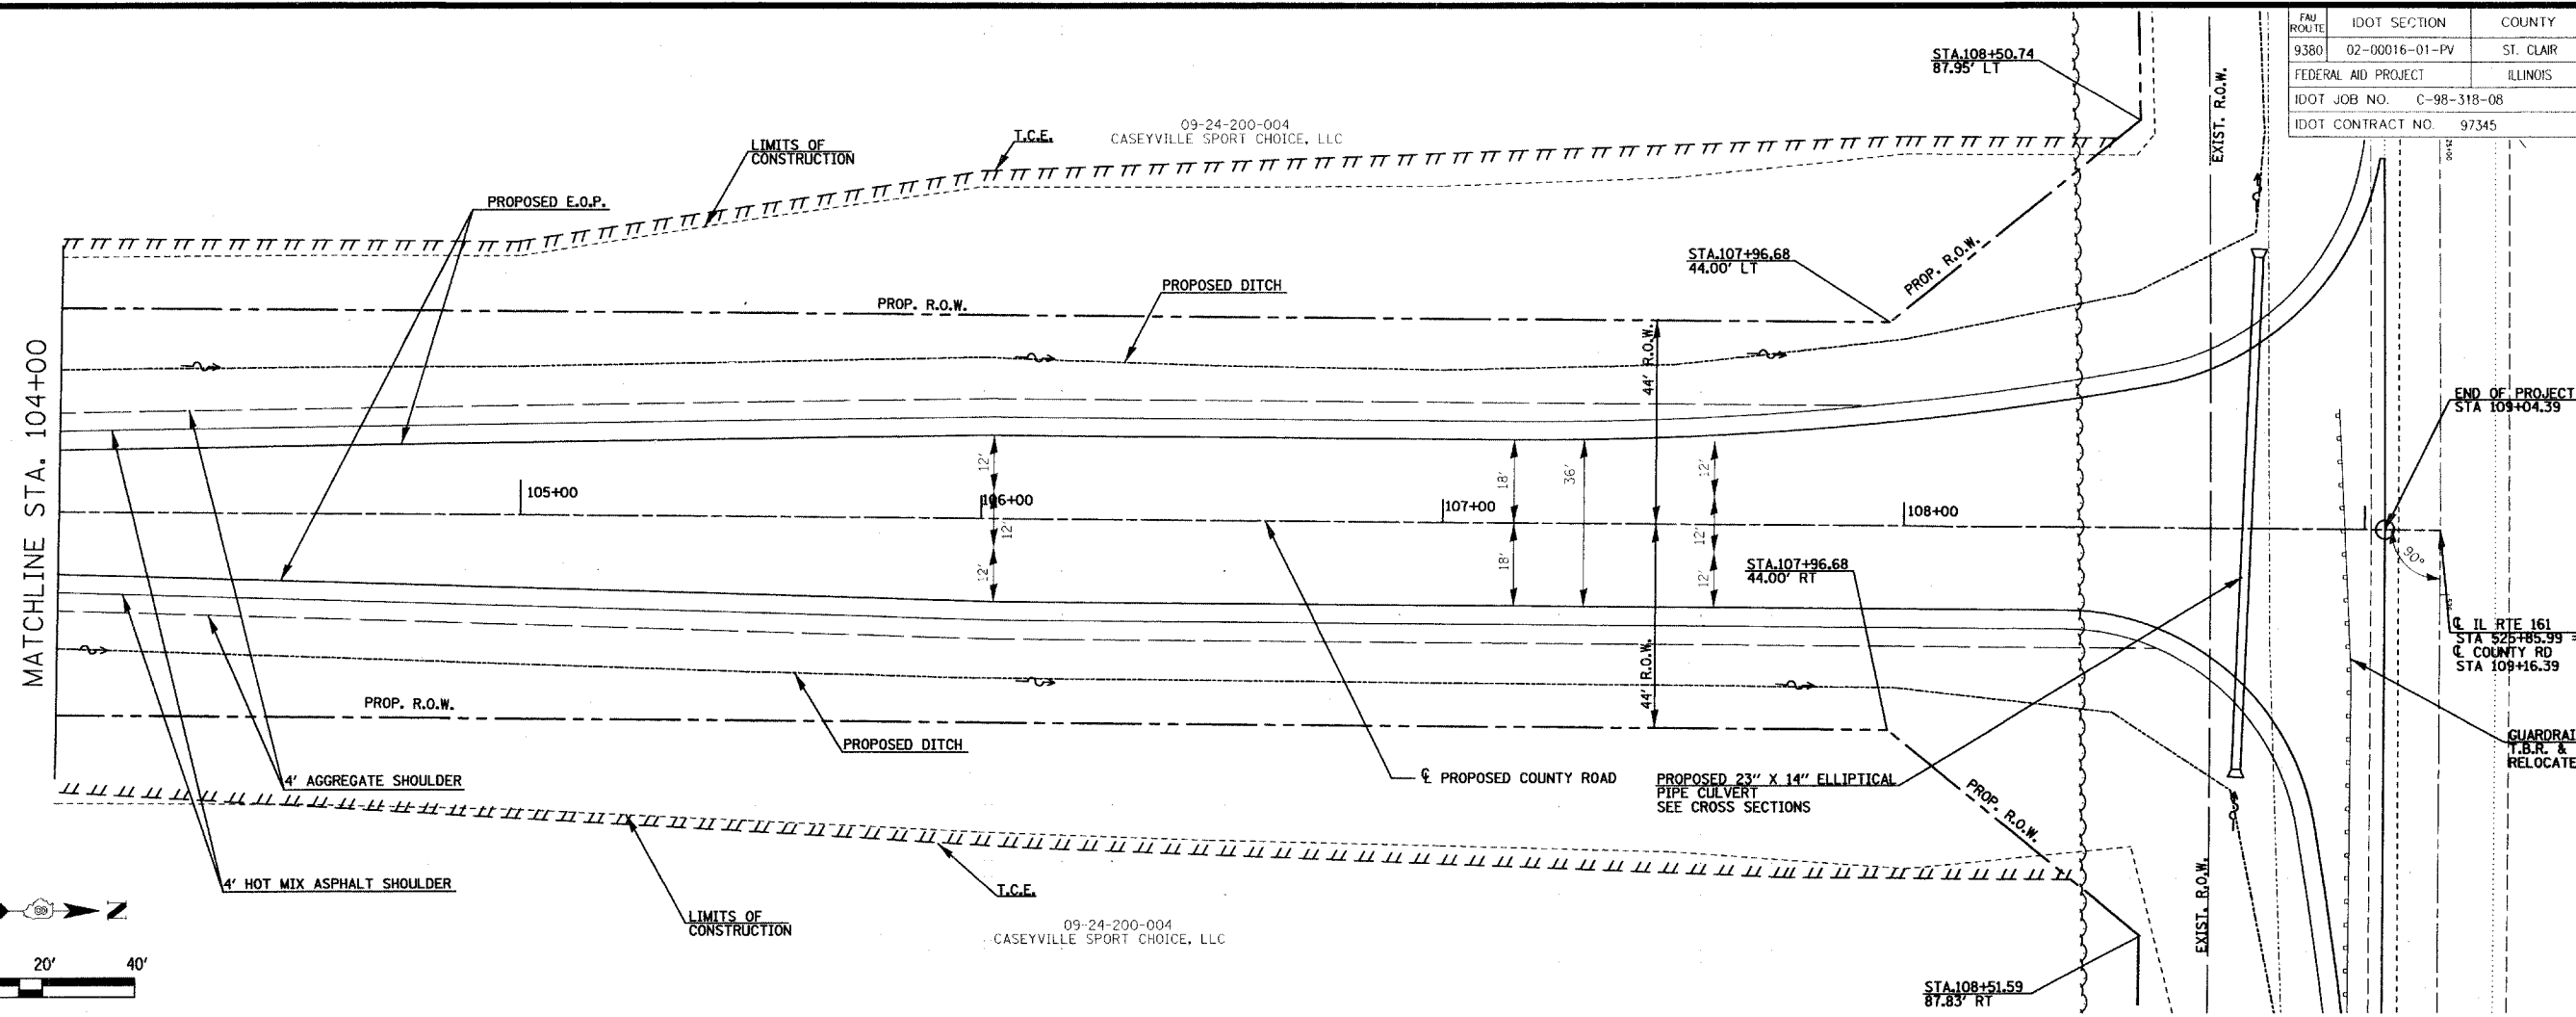 FAU ROUTE
IDOT SECTION
COUNTY
9380
02-00016-01-PV
ST. CLAIR
FEDERAL AID PROJECT
ILLINOIS
IDOT JOB NO. C-98-318-08
IDOT CONTRACT NO. 97345
STA.108+50.74
87.95' LT
EXIST. R.O.W.
09-24-200-004
CASEYVILLE SPORT CHOICE, LLC
T.C.E.
LIMITS OF
CONSTRUCTION
PROPOSED E.O.P.
STA.107+96.68
44.00' LT
PROP. R.O.W.
PROPOSED DITCH
PROP. R.O.W.
MATCHLINE STA. 104+00
44' R.O.W.
END OF PROJECT
STA 109+04.39
12'
18'
36'
12'
105+00
106+00
107+00
108+00
12'
12'
12'
18'
12'
90°
STA.107+96.68
44.00' RT
℄ IL RTE 161
STA 525+85.99 =
℄ COUNTY RD
STA 109+16.39
44' R.O.W.
PROP. R.O.W.
PROPOSED DITCH
4' AGGREGATE SHOULDER
℄ PROPOSED COUNTY ROAD
PROPOSED 23" X 14" ELLIPTICAL
PIPE CULVERT
SEE CROSS SECTIONS
PROP. R.O.W.
T.B.R. &
RELOCATE
4' HOT MIX ASPHALT SHOULDER
T.C.E.
LIMITS OF
CONSTRUCTION
09-24-200-004
CASEYVILLE SPORT CHOICE, LLC
EXIST. R.O.W.
N
20' 40'
STA.108+51.59
87.83' RT